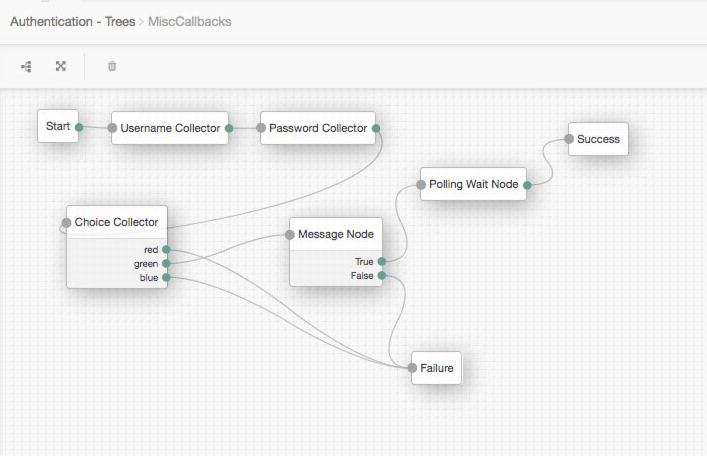 Authentication - Trees > MiscCallbacks
Start
Username Collector
Password Collector
Success
Polling Wait Node
Choice Collector
red
green
blue
Message Node
True
False
Failure